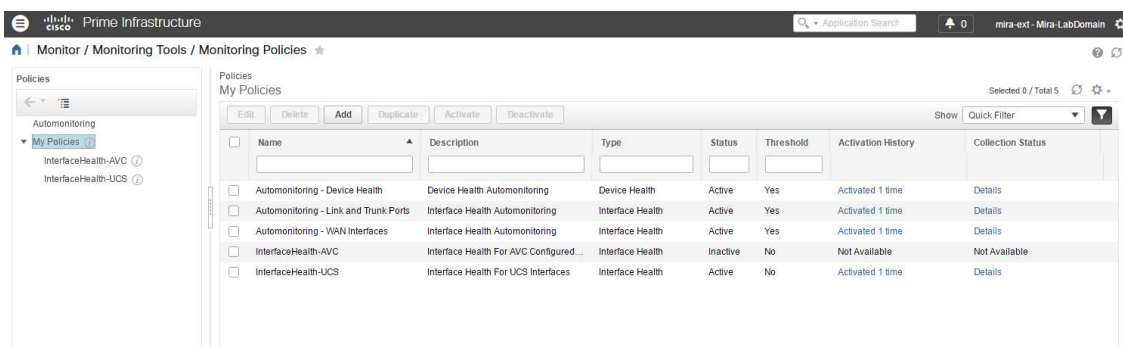 cisco Prime Infrastructure
Application Search
0
mira-ext - Mira-LabDomain
Monitor / Monitoring Tools / Monitoring Policies
Policies
Automonitoring
My Policies
InterfaceHealth-AVC
InterfaceHealth-UCS
Policies
My Policies
Selected 0 / Total 5
Edit Delete Add Duplicate Activate Deactivate Show Quick Filter
Name Description Type Status Threshold Activation History Collection Status
Automonitoring - Device Health Device Health Automonitoring Device Health Active Yes Activated 1 time Details
Automonitoring - Link and Trunk Ports Interface Health Automonitoring Interface Health Active Yes Activated 1 time Details
Automonitoring - WAN Interfaces Interface Health Automonitoring Interface Health Active Yes Activated 1 time Details
InterfaceHealth-AVC Interface Health For AVC Configured... Interface Health Inactive No Not Available Not Available
InterfaceHealth-UCS Interface Health For UCS Interfaces Interface Health Active No Activated 1 time Details